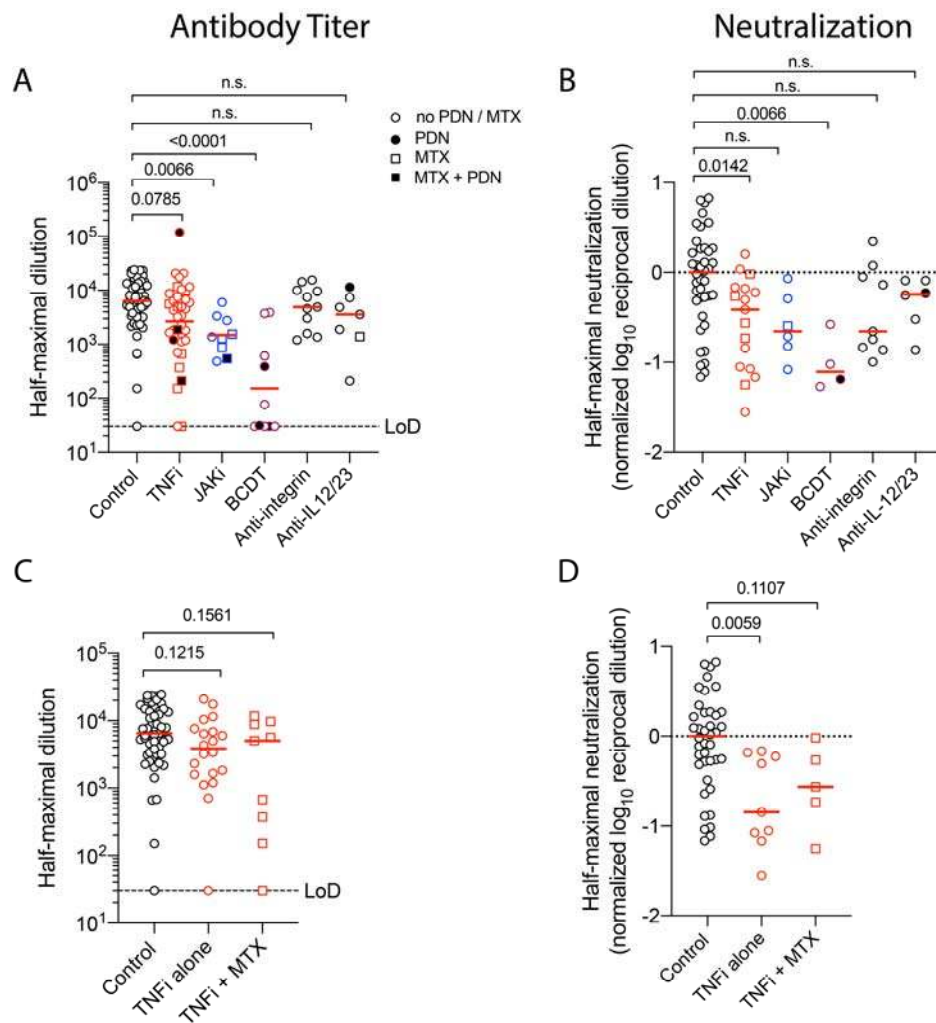 Antibody Titer
Neutralization
A
n.s.
n.s.
<0.0001
0.0066
0.0785
no PDN / MTX
PDN
MTX
MTX + PDN
Half-maximal dilution
10⁶
10⁵
10⁴
10³
10²
10¹
LoD
Control
TNFi
JAKi
BCDT
Anti-integrin
Anti-IL12/23
B
n.s.
n.s.
0.0066
n.s.
0.0142
Half-maximal neutralization
(normalized log₁₀ reciprocal dilution)
1
0
-1
-2
Control
TNFi
JAKi
BCDT
Anti-integrin
Anti-IL-12/23
C
0.1561
0.1215
Half-maximal dilution
10⁵
10⁴
10³
10²
10¹
LoD
Control
TNFi alone
TNFi + MTX
D
0.1107
0.0059
Half-maximal neutralization
(normalized log₁₀ reciprocal dilution)
1
0
-1
-2
Control
TNFi alone
TNFi + MTX